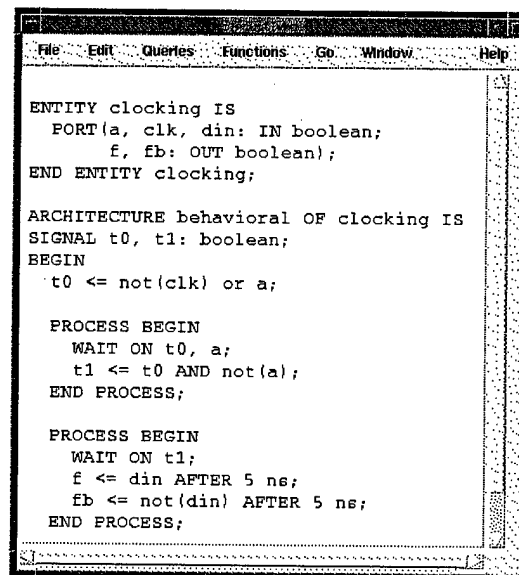 File Edit Queries Functions Go Window Help
ENTITY clocking IS
PORT(a, clk, din: IN boolean;
f, fb: OUT boolean);
END ENTITY clocking;
ARCHITECTURE behavioral OF clocking IS
SIGNAL t0, t1: boolean;
BEGIN
t0 <= not(clk) or a;
PROCESS BEGIN
WAIT ON t0, a;
t1 <= t0 AND not(a);
END PROCESS;
PROCESS BEGIN
WAIT ON t1;
f <= din AFTER 5 ns;
fb <= not(din) AFTER 5 ns;
END PROCESS;